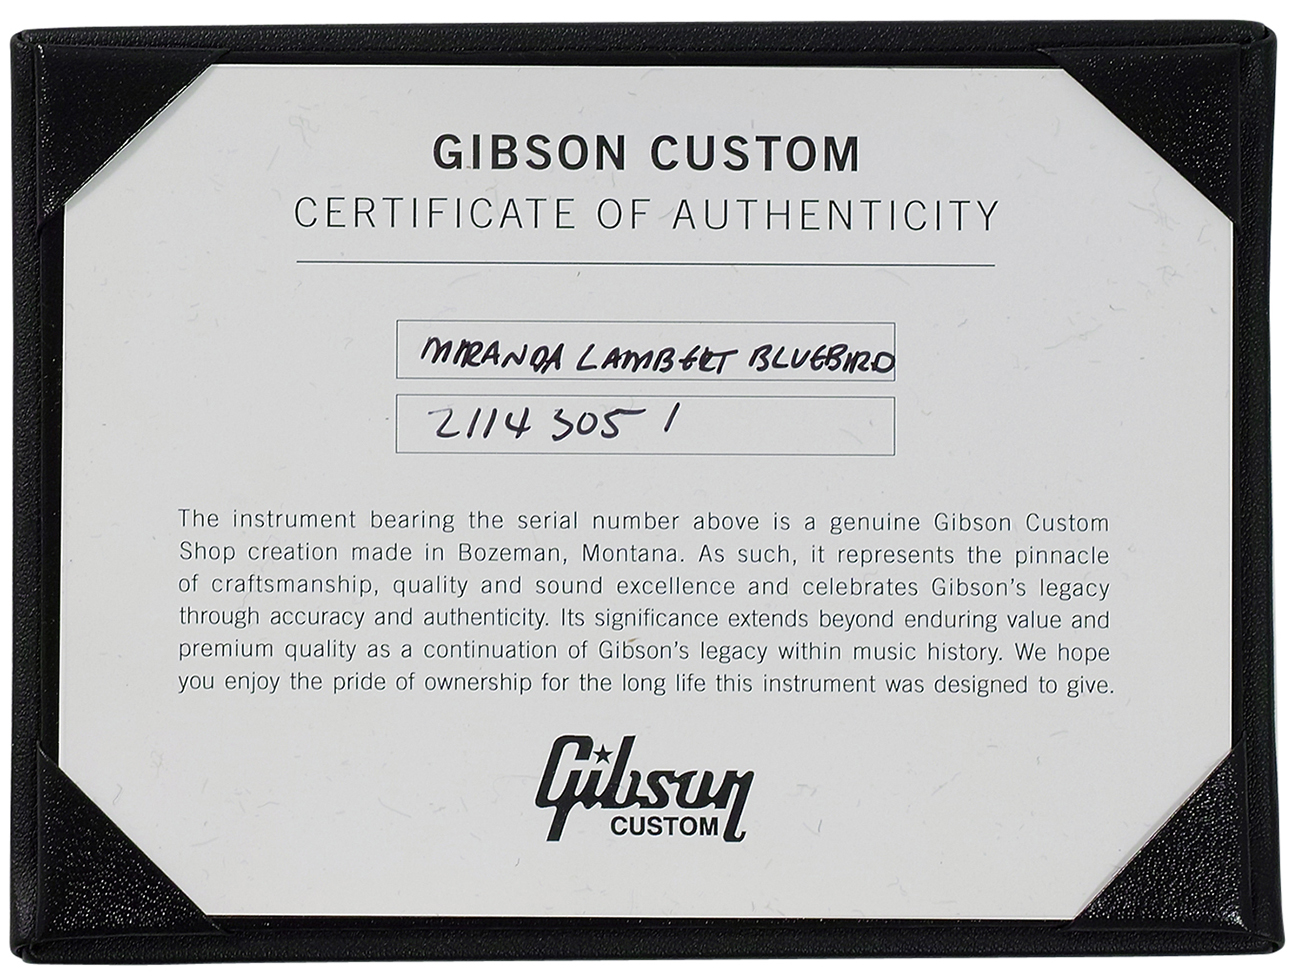 GIBSON CUSTOM
CERTIFICATE OF AUTHENTICITY
MIRANDA LAMBERT BLUEBIRD
2114 305 1
The instrument bearing the serial number above is a genuine Gibson Custom
Shop creation made in Bozeman, Montana. As such, it represents the pinnacle
of craftsmanship, quality and sound excellence and celebrates Gibson's legacy
through accuracy and authenticity. Its significance extends beyond enduring value and
premium quality as a continuation of Gibson's legacy within music history. We hope
you enjoy the pride of ownership for the long life this instrument was designed to give.
Gibson
CUSTOM